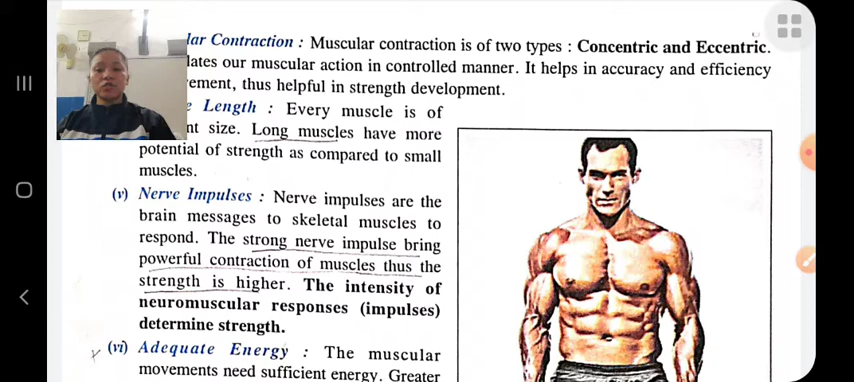 lar Contraction : Muscular contraction is of two types : Concentric and Eccentric.
lates our muscular action in controlled manner. It helps in accuracy and efficiency
ement, thus helpful in strength development.
e Length : Every muscle is of
nt size. Long muscles have more
potential of strength as compared to small
muscles.
(v) Nerve Impulses : Nerve impulses are the
brain messages to skeletal muscles to
respond. The strong nerve impulse bring
powerful contraction of muscles thus the
strength is higher. The intensity of
neuromuscular responses (impulses)
determine strength.
(vi) Adequate Energy : The muscular
movements need sufficient energy. Greater